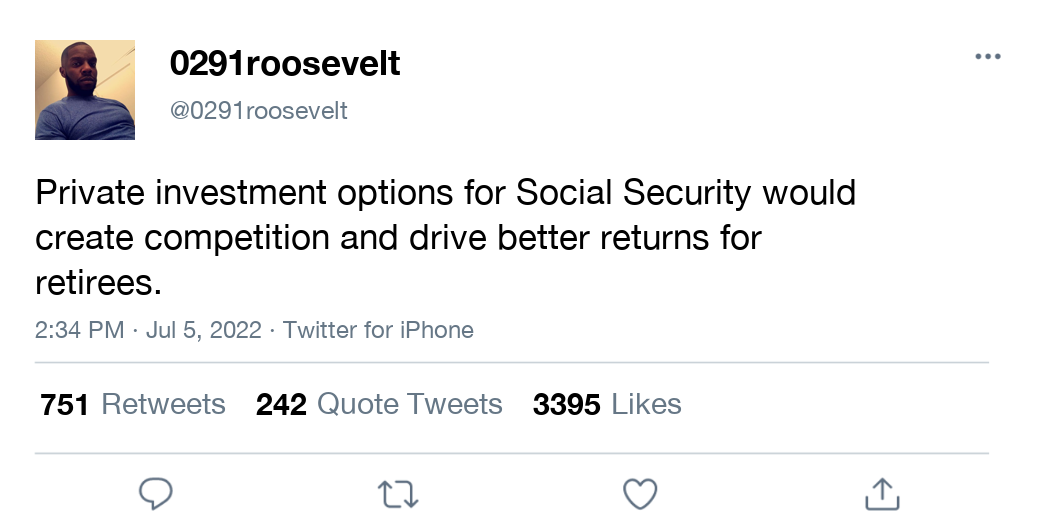 0291roosevelt
@0291roosevelt
Private investment options for Social Security would
create competition and drive better returns for
retirees.
2:34 PM · Jul 5, 2022 · Twitter for iPhone
751 Retweets 242 Quote Tweets 3395 Likes